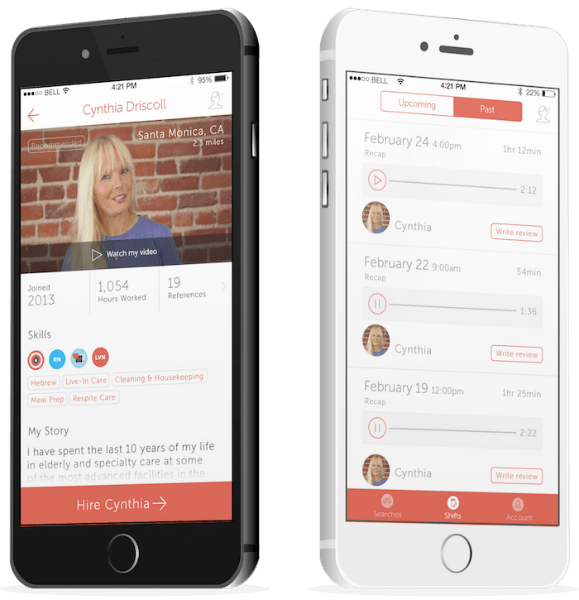 BELL
4:21 PM
95%
Cynthia Driscoll
Recommended
Santa Monica, CA
2.3 miles
Watch my video
Joined
2013
1,054
Hours Worked
19
References
Skills
RN
LVN
Hebrew
Live-In Care
Cleaning & Housekeeping
Meal Prep
Respite Care
My Story
I have spent the last 10 years of my life
in elderly and specialty care at some
of the most advanced facilities in the
Hire Cynthia
BELL
4:21 PM
22%
Upcoming
Past
February 24 4:00pm
1hr 12min
Recap
2:12
Cynthia
Write review
February 22 9:00am
54min
Recap
1:36
Cynthia
Write review
February 19 12:00pm
1hr 25min
Recap
2:22
Cynthia
Write review
Searches
Shifts
Account